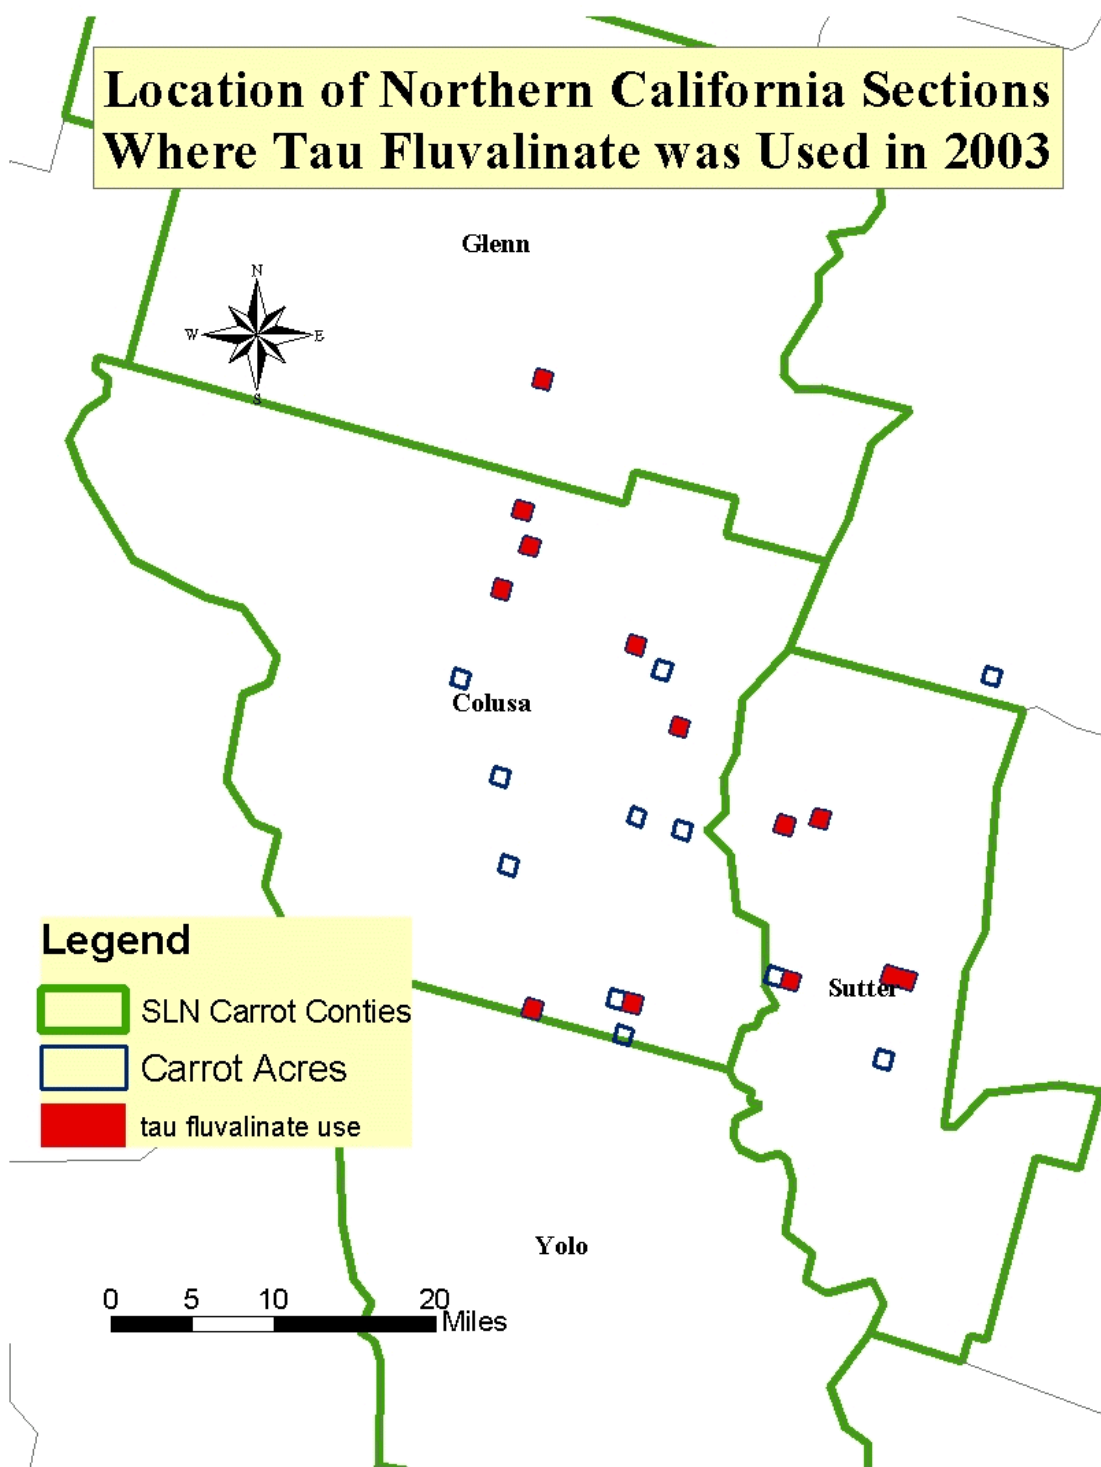 Location of Northern California Sections
Where Tau Fluvalinate was Used in 2003
Glenn
N
W E
S
Colusa
Sutter
Legend
SLN Carrot Conties
Carrot Acres
tau fluvalinate use
Yolo
0 5 10 20
Miles